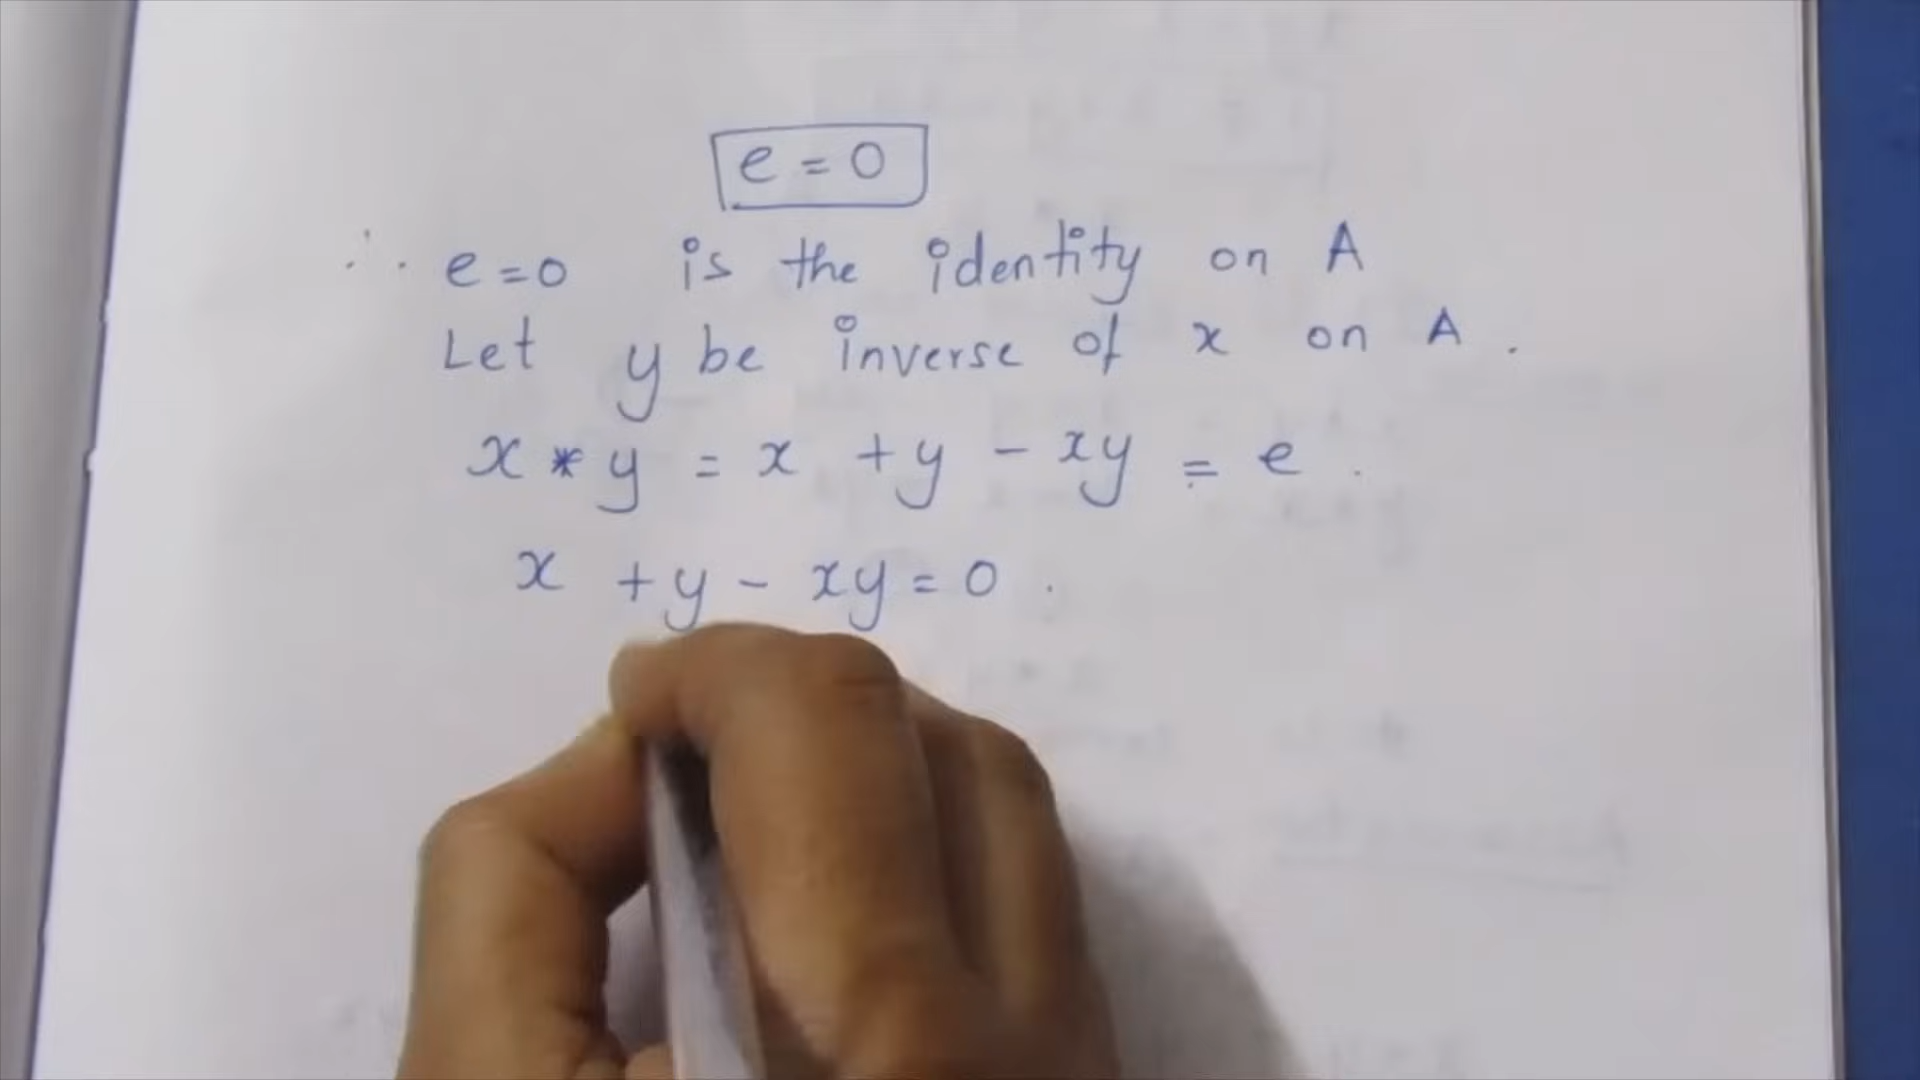 e = 0
∴ e = 0 is the identity on A
Let y be inverse of x on A .
x * y = x + y - xy = e .
x + y - xy = 0 .